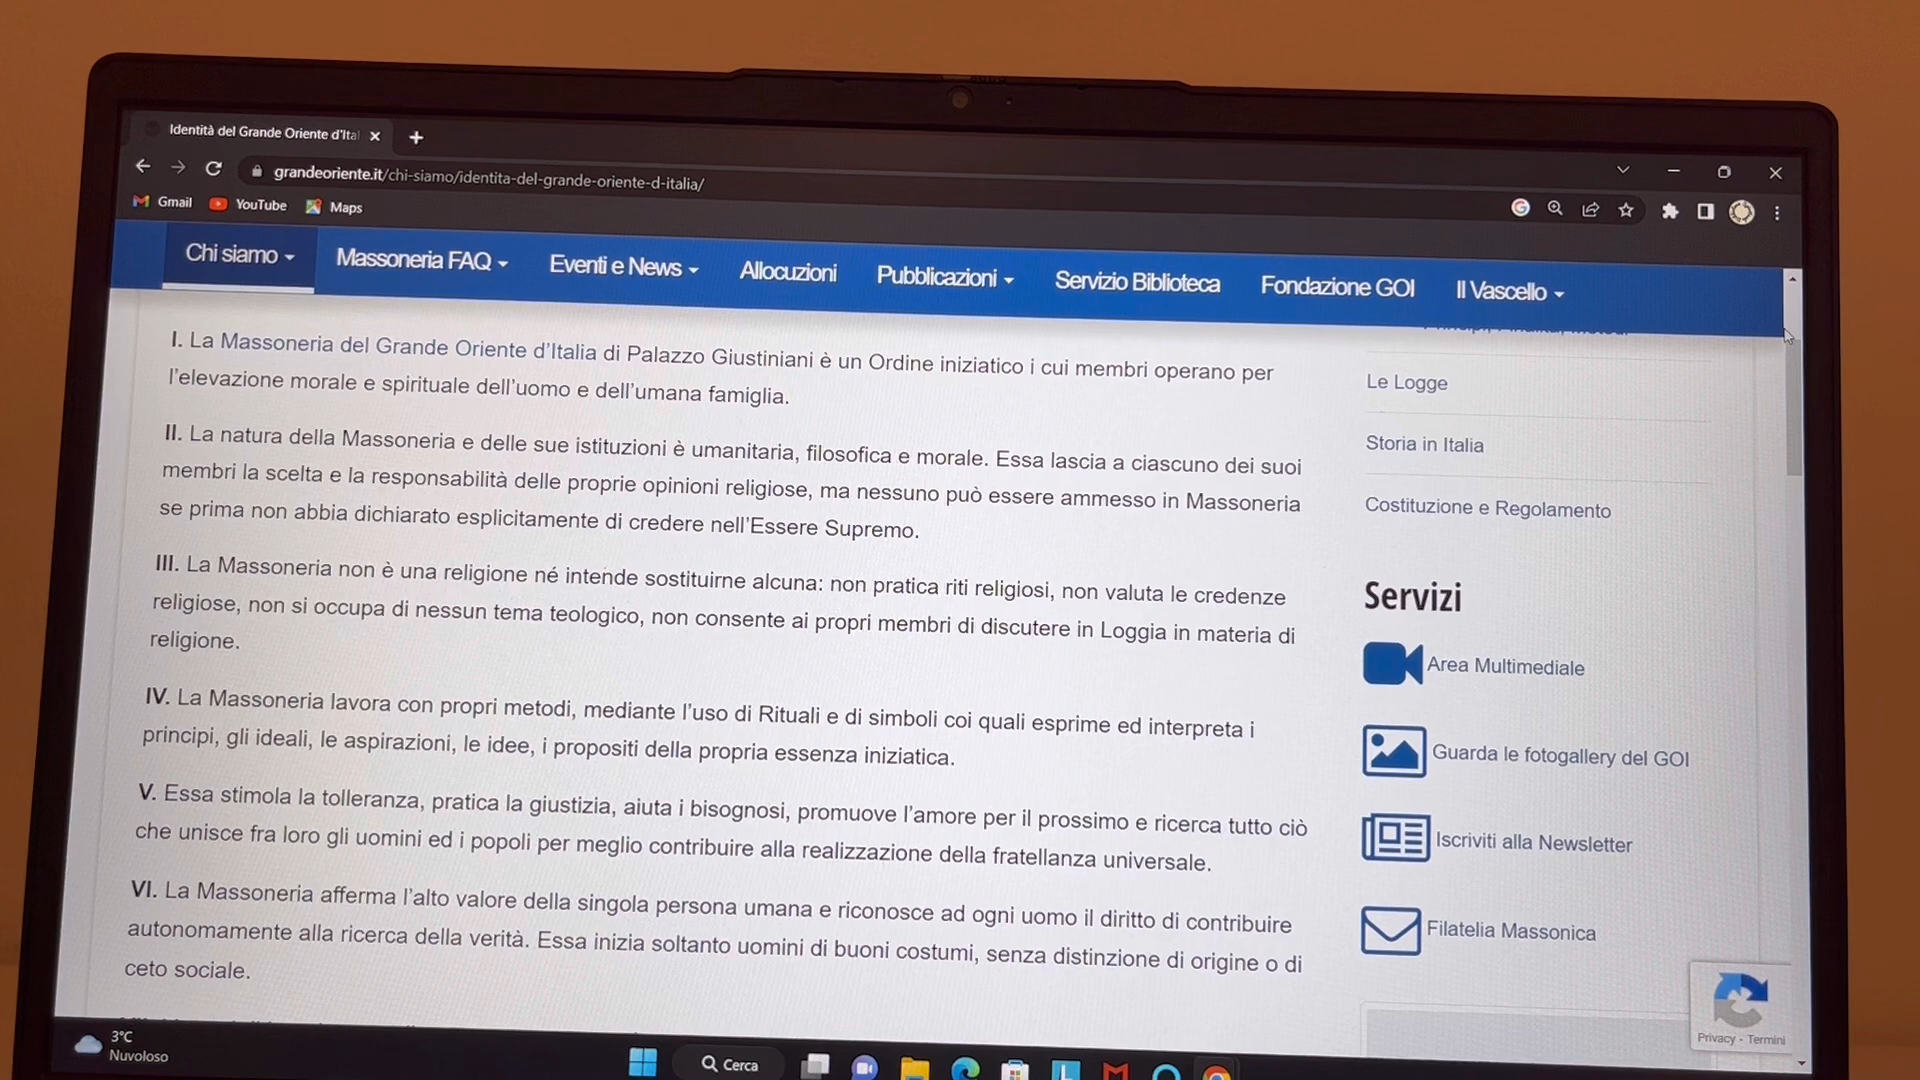 Identità del Grande Oriente d'Ita
grandeoriente.it/chi-siamo/identita-del-grande-oriente-d-italia/
Gmail YouTube Maps
Chi siamo Massoneria FAQ Eventi e News Allocuzioni Pubblicazioni Servizio Biblioteca Fondazione GOI Il Vascello
I. La Massoneria del Grande Oriente d'Italia di Palazzo Giustiniani è un Ordine iniziatico i cui membri operano per
l'elevazione morale e spirituale dell'uomo e dell'umana famiglia.
II. La natura della Massoneria e delle sue istituzioni è umanitaria, filosofica e morale. Essa lascia a ciascuno dei suoi
membri la scelta e la responsabilità delle proprie opinioni religiose, ma nessuno può essere ammesso in Massoneria
se prima non abbia dichiarato esplicitamente di credere nell'Essere Supremo.
III. La Massoneria non è una religione né intende sostituirne alcuna: non pratica riti religiosi, non valuta le credenze
religiose, non si occupa di nessun tema teologico, non consente ai propri membri di discutere in Loggia in materia di
religione.
IV. La Massoneria lavora con propri metodi, mediante l'uso di Rituali e di simboli coi quali esprime ed interpreta i
principi, gli ideali, le aspirazioni, le idee, i propositi della propria essenza iniziatica.
V. Essa stimola la tolleranza, pratica la giustizia, aiuta i bisognosi, promuove l'amore per il prossimo e ricerca tutto ciò
che unisce fra loro gli uomini ed i popoli per meglio contribuire alla realizzazione della fratellanza universale.
VI. La Massoneria afferma l'alto valore della singola persona umana e riconosce ad ogni uomo il diritto di contribuire
autonomamente alla ricerca della verità. Essa inizia soltanto uomini di buoni costumi, senza distinzione di origine o di
ceto sociale.
Le Logge
Storia in Italia
Costituzione e Regolamento
Servizi
Area Multimediale
Guarda le fotogallery del GOI
Iscriviti alla Newsletter
Filatelia Massonica
Privacy - Termini
3°C
Nuvoloso
Cerca